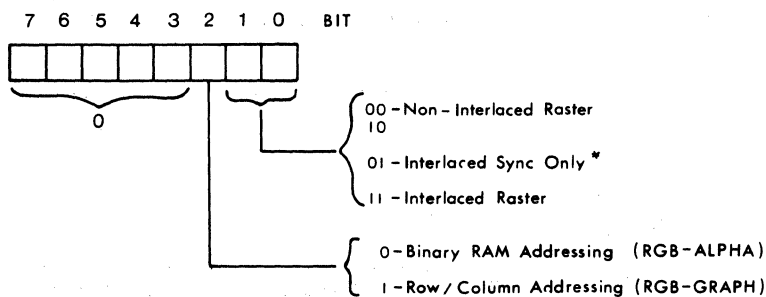 7 6 5 4 3 2 1 0 BIT
0
00-Non-Interlaced Raster
10
01-Interlaced Sync Only*
11-Interlaced Raster
0-Binary RAM Addressing (RGB-ALPHA)
1-Row/Column Addressing (RGB-GRAPH)